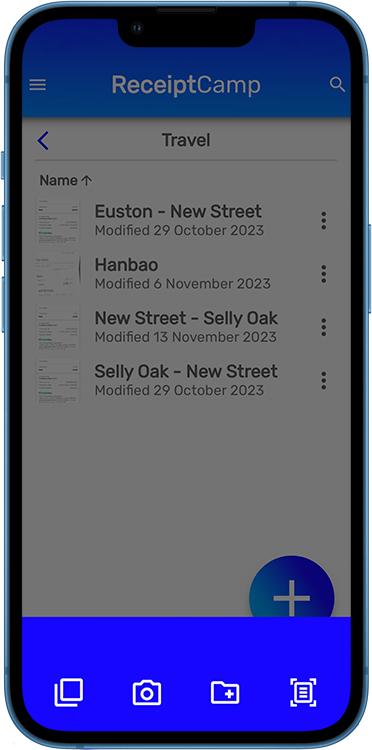 ReceiptCamp
Travel
Name
Euston - New Street
Modified 29 October 2023
Hanbao
Modified 6 November 2023
New Street - Selly Oak
Modified 13 November 2023
Selly Oak - New Street
Modified 29 October 2023